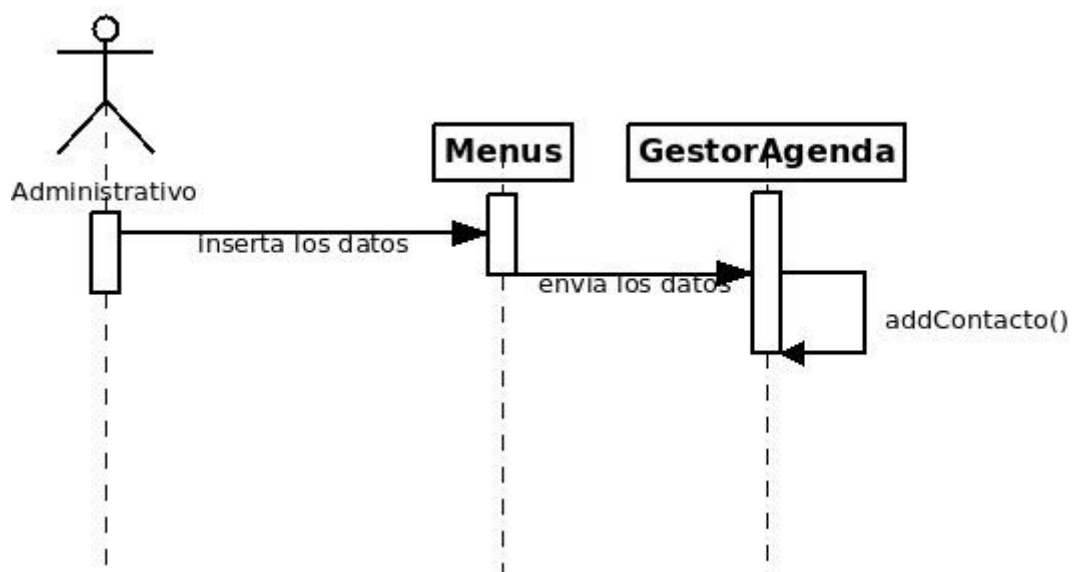 Menus
GestorAgenda
Administrativo
inserta los datos
envia los datos
addContacto()